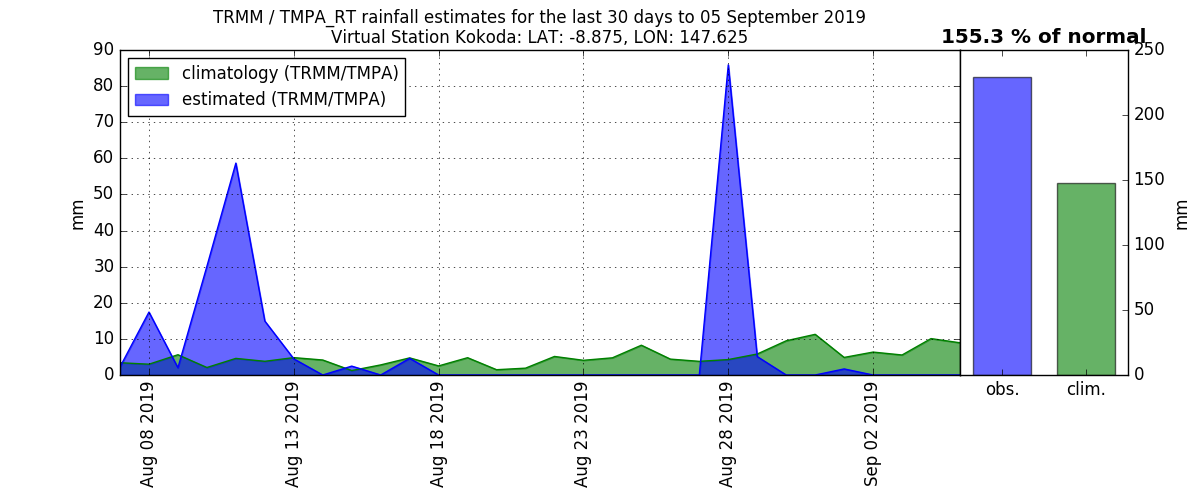 TRMM / TMPA_RT rainfall estimates for the last 30 days to 05 September 2019
Virtual Station Kokoda: LAT: -8.875, LON: 147.625
155.3 % of normal
climatology (TRMM/TMPA)
estimated (TRMM/TMPA)
90
80
70
60
50
40
30
20
10
0
mm
Aug 08 2019
Aug 13 2019
Aug 18 2019
Aug 23 2019
Aug 28 2019
Sep 02 2019
250
200
150
100
50
0
mm
obs.
clim.